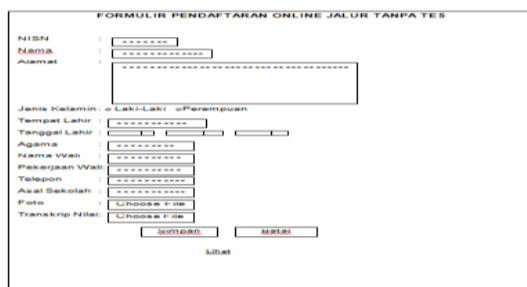 FORMULIR PENDAFTARAN ONLINE JALUR TANPA TES
NISN :
Nama :
Alamat :
Jenis Kelamin: o Laki-Laki oPerempuan
Tempat Lahir :
Tanggal Lahir :
Agama :
Nama Wali :
Pekerjaan Wali:
Telepon :
Asal Sekolah :
Foto : Choose File
Transkrip Nilai: Choose File
Simpan Batal
Lihat